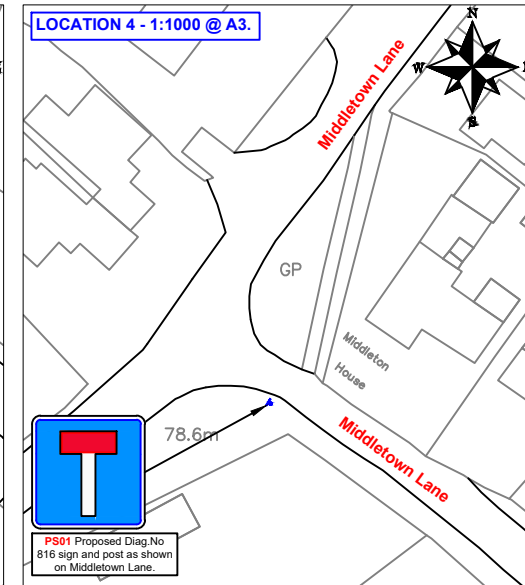 LOCATION 4 - 1:1000 @ A3.
N
W
S
Middletown Lane
GP
Middleton
House
78.6m
Middletown Lane
PS01 Proposed Diag.No
816 sign and post as shown
on Middletown Lane.